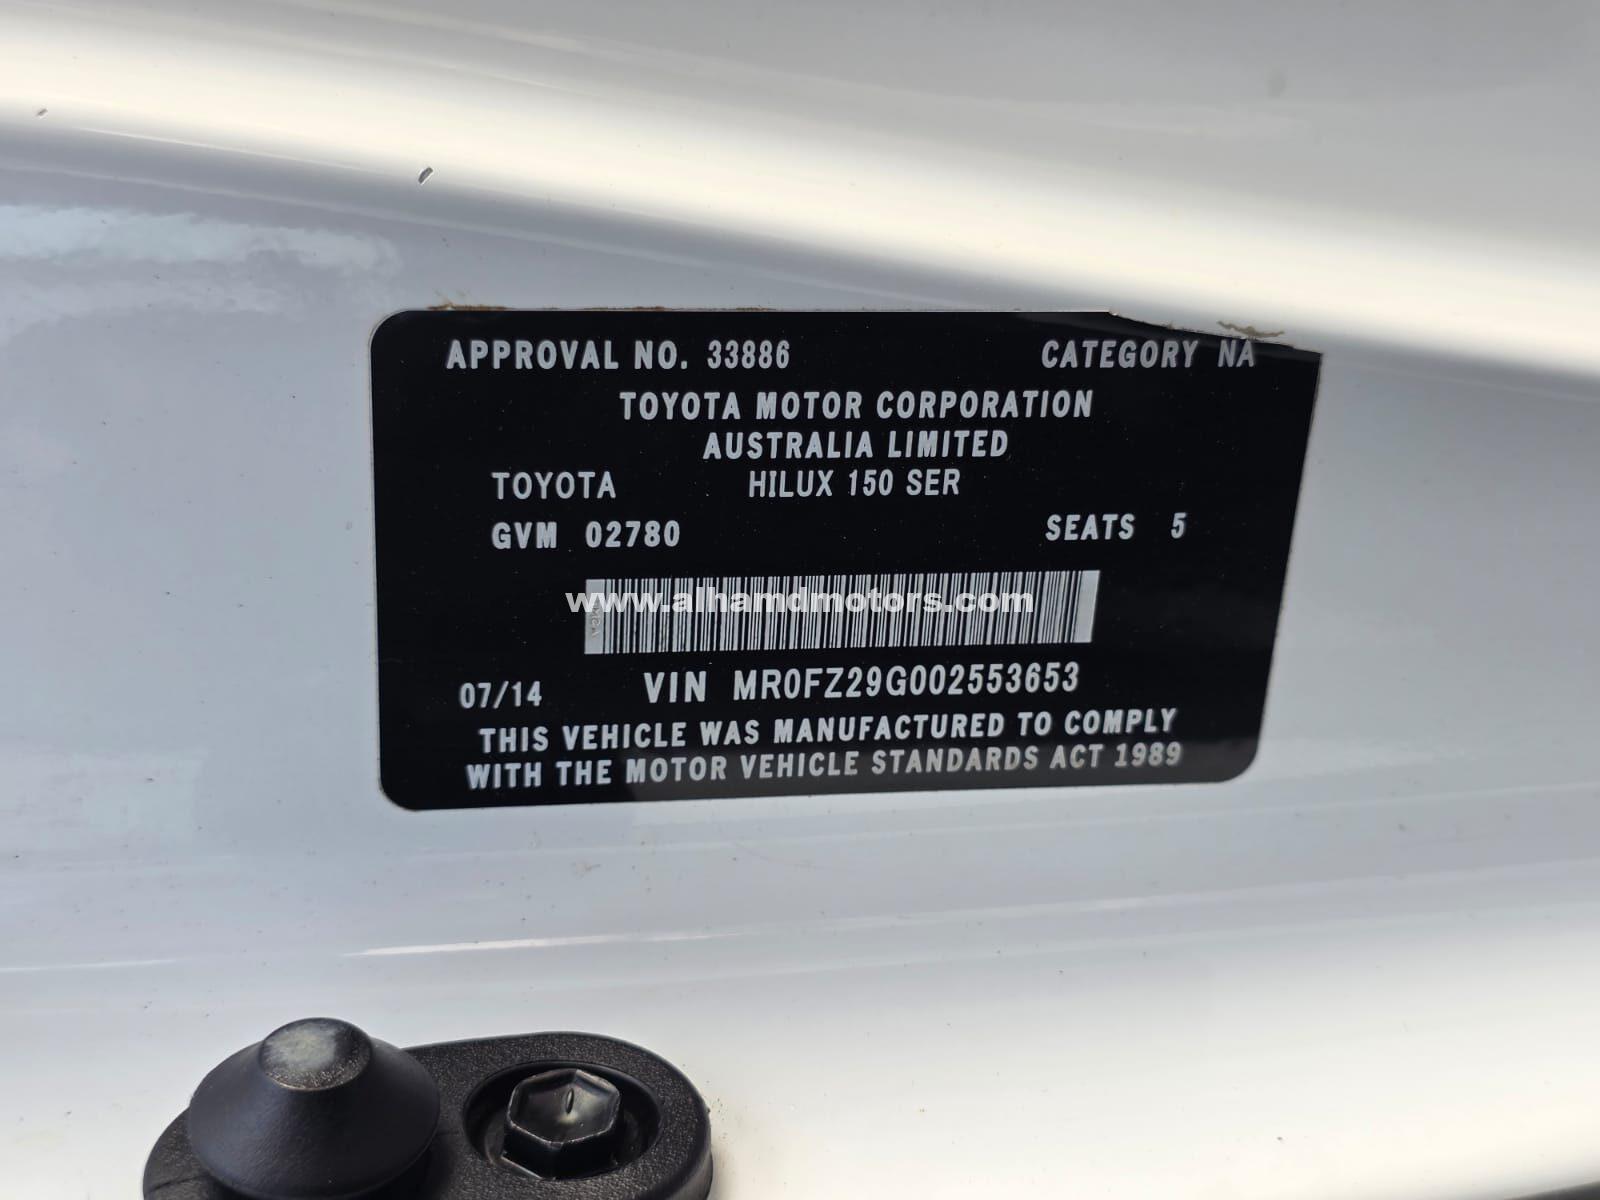 APPROVAL NO. 33886 CATEGORY NA
TOYOTA MOTOR CORPORATION
AUSTRALIA LIMITED
TOYOTA HILUX 150 SER
GVM 02780 SEATS 5
www.alhamdmotors.com
07/14 VIN MR0FZ29G002553653
THIS VEHICLE WAS MANUFACTURED TO COMPLY
WITH THE MOTOR VEHICLE STANDARDS ACT 1989